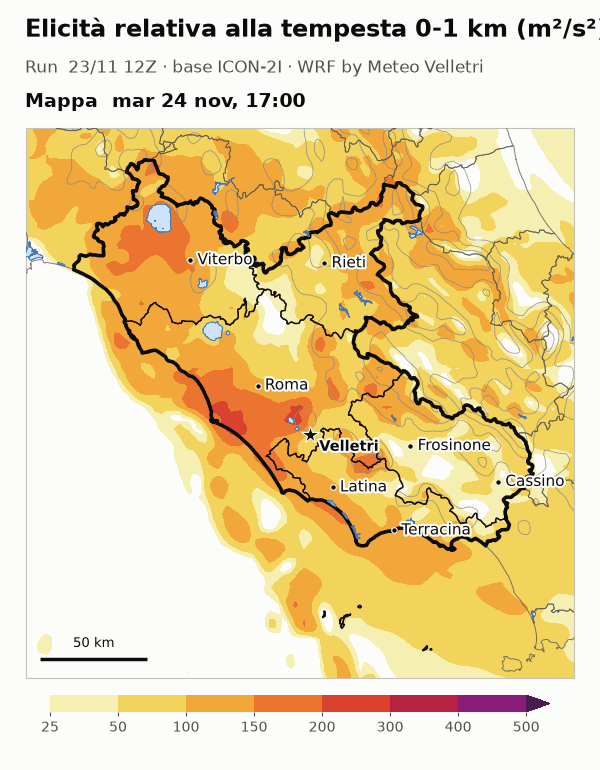 Elicità relativa alla tempesta 0-1 km (m²/s²)
Run 23/11 12Z · base ICON-2I · WRF by Meteo Velletri
Mappa mar 24 nov, 17:00
Viterbo
Rieti
Roma
Velletri
Frosinone
Latina
Cassino
Terracina
50 km
25 50 100 150 200 300 400 500